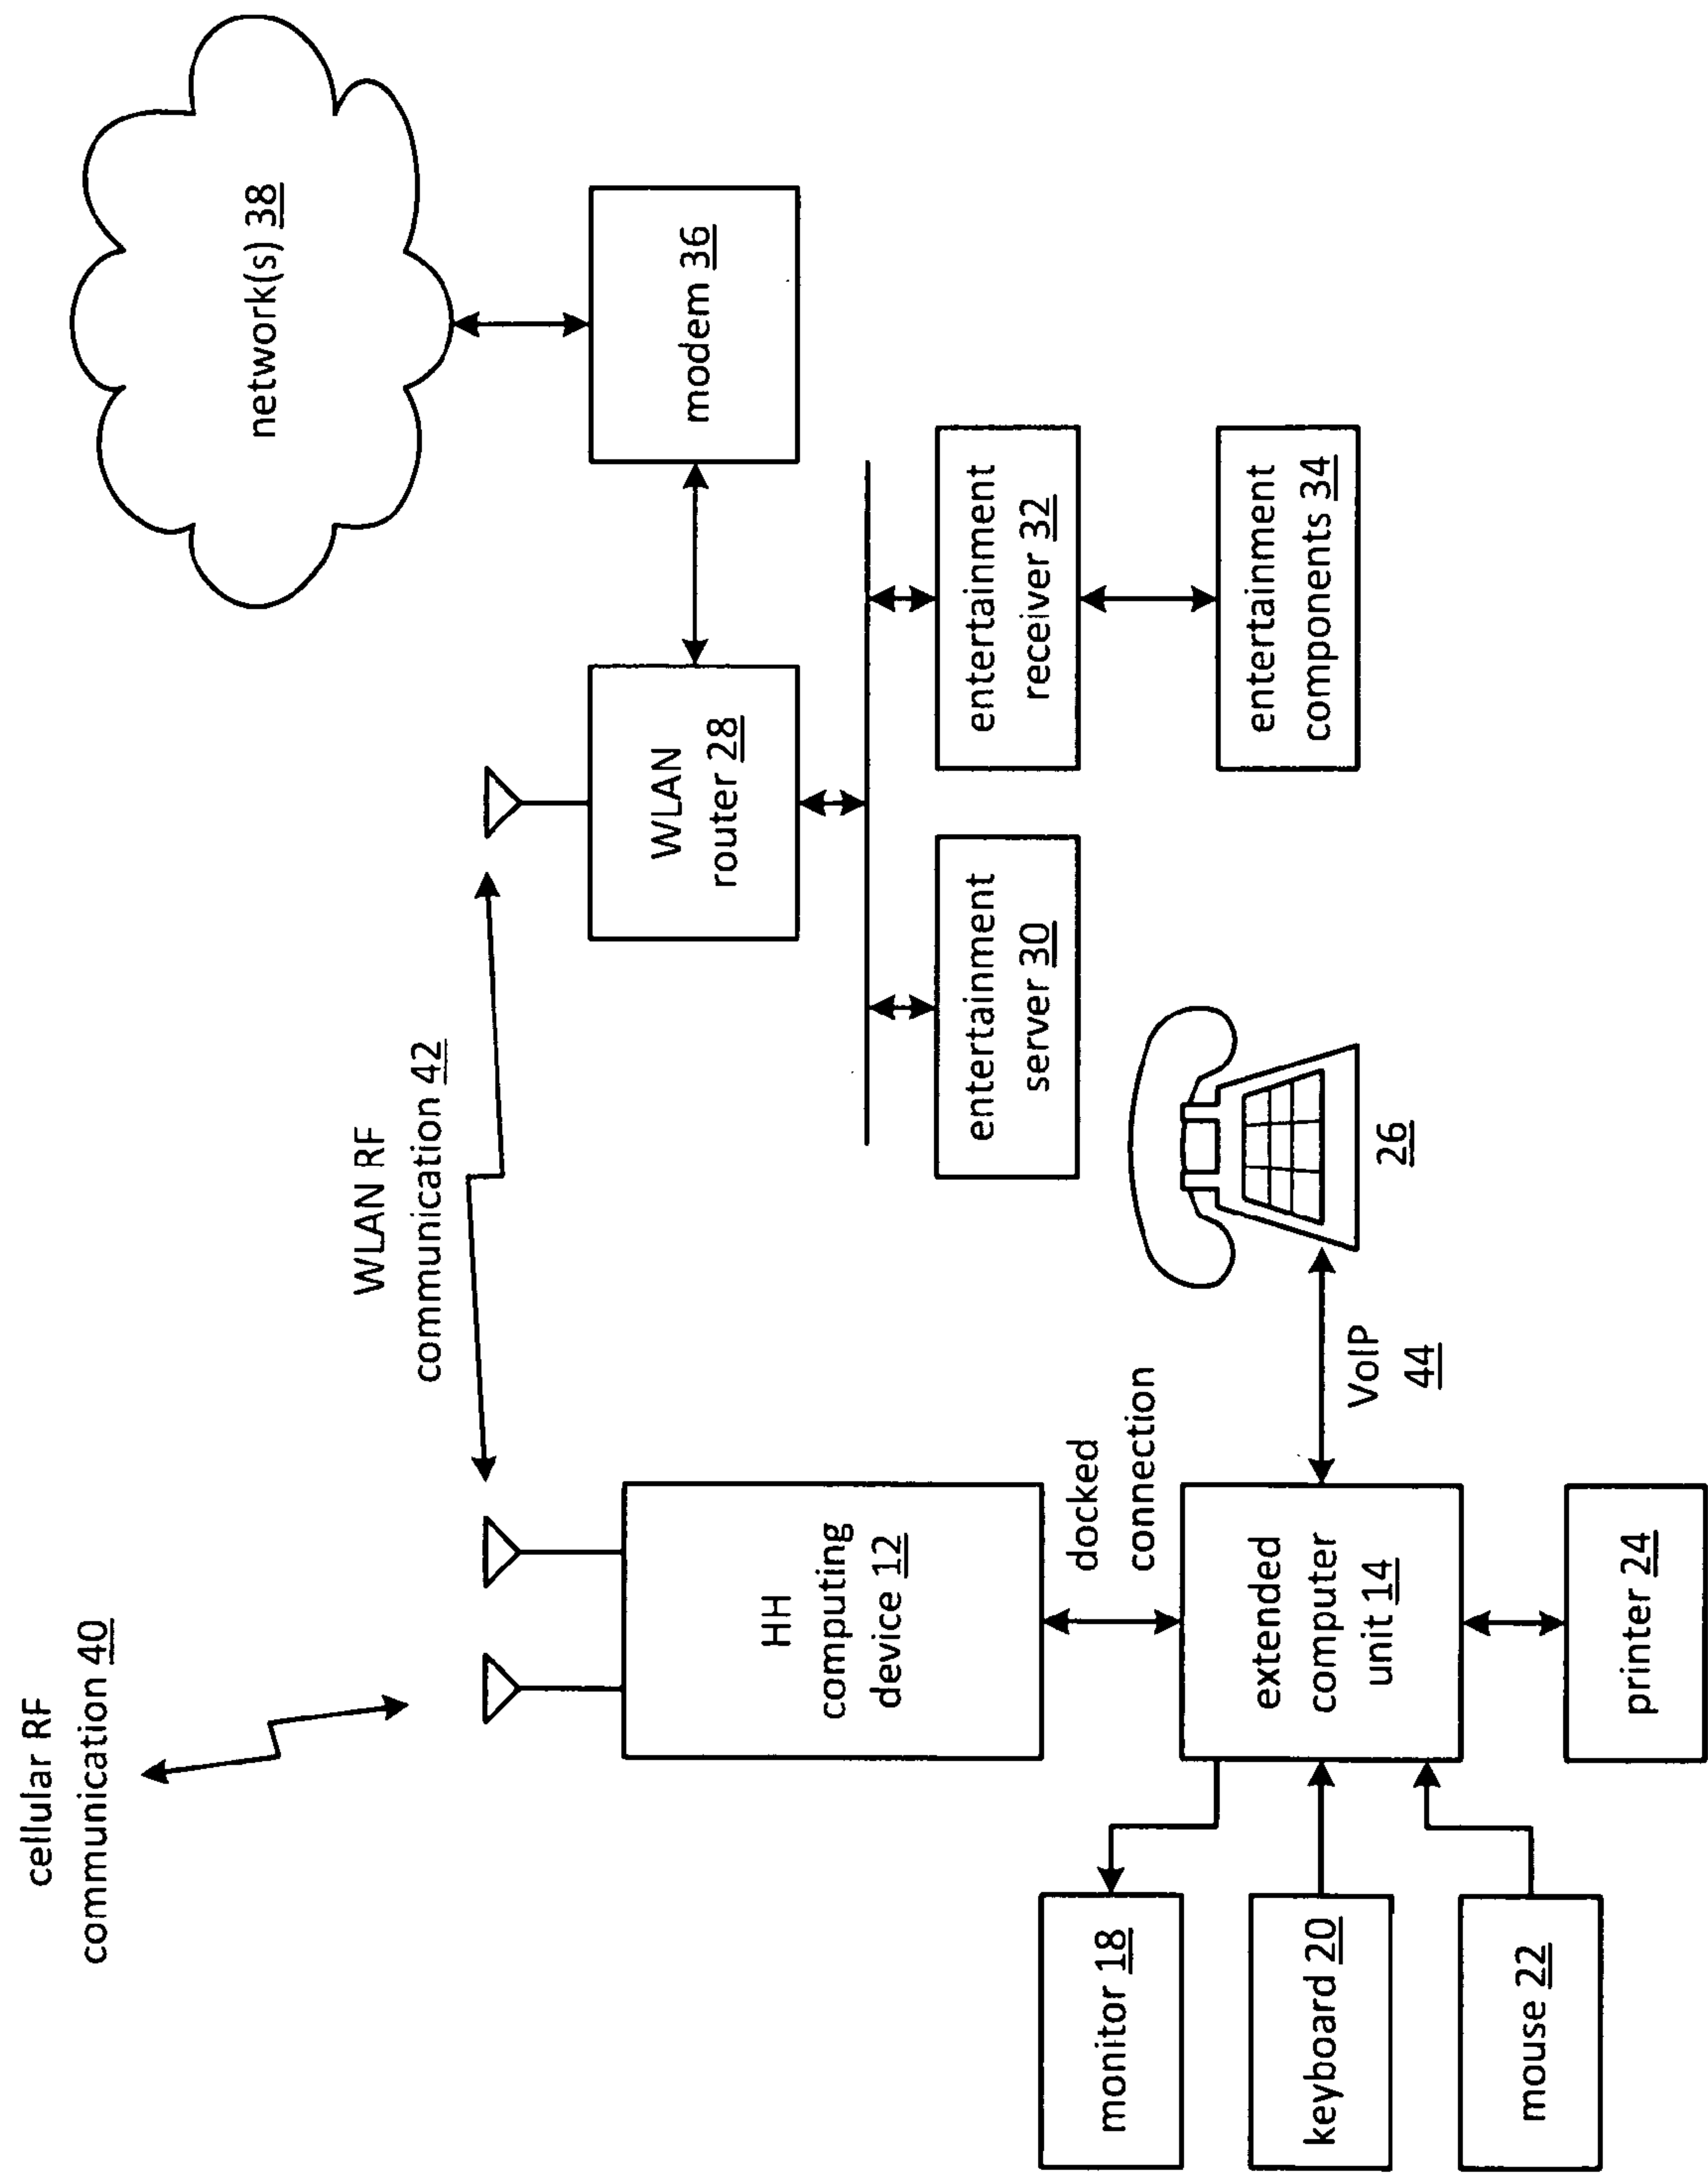 cellular RF
communication 40
WLAN RF
communication 42
network(s) 38
HH
computing
device 12
WLAN
router 28
modem 36
docked
connection
monitor 18
keyboard 20
mouse 22
extended
computer
unit 14
printer 24
VoIP
44
26
entertainment
server 30
entertainment
receiver 32
entertainment
components 34